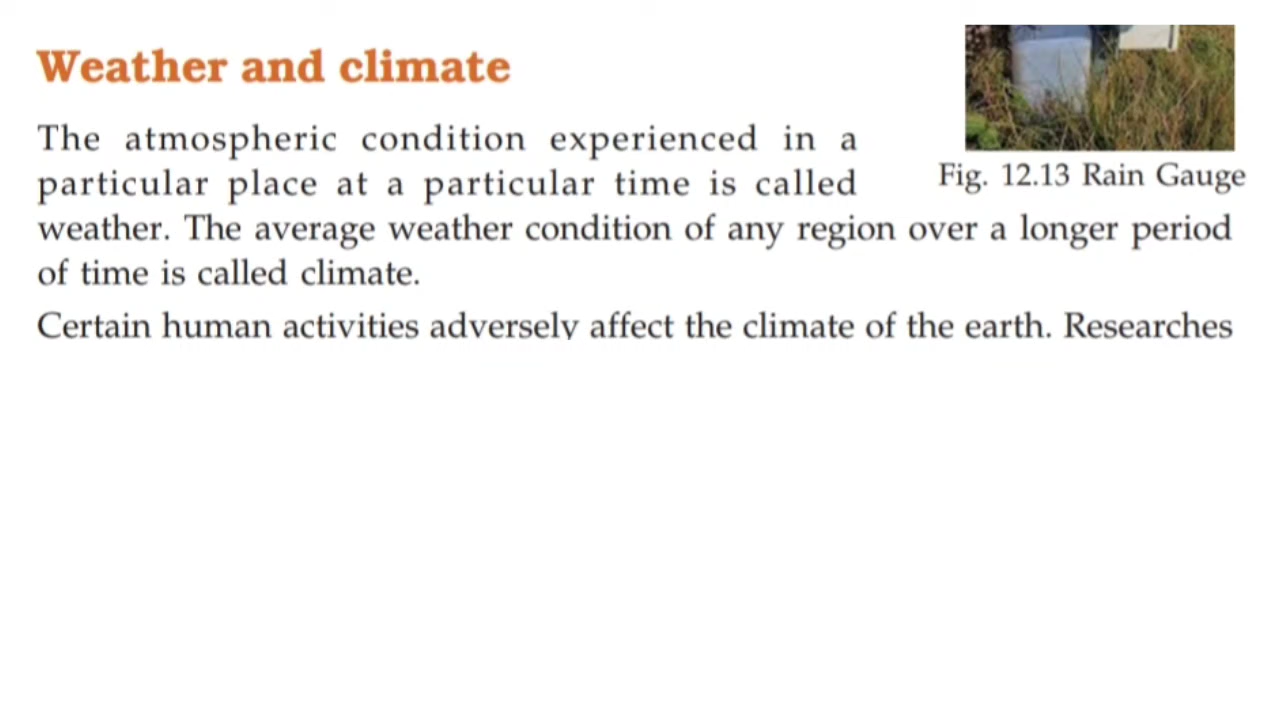 Weather and climate
The atmospheric condition experienced in a
particular place at a particular time is called
weather. The average weather condition of any region over a longer period
of time is called climate.
Certain human activities adversely affect the climate of the earth. Researches
Fig. 12.13 Rain Gauge